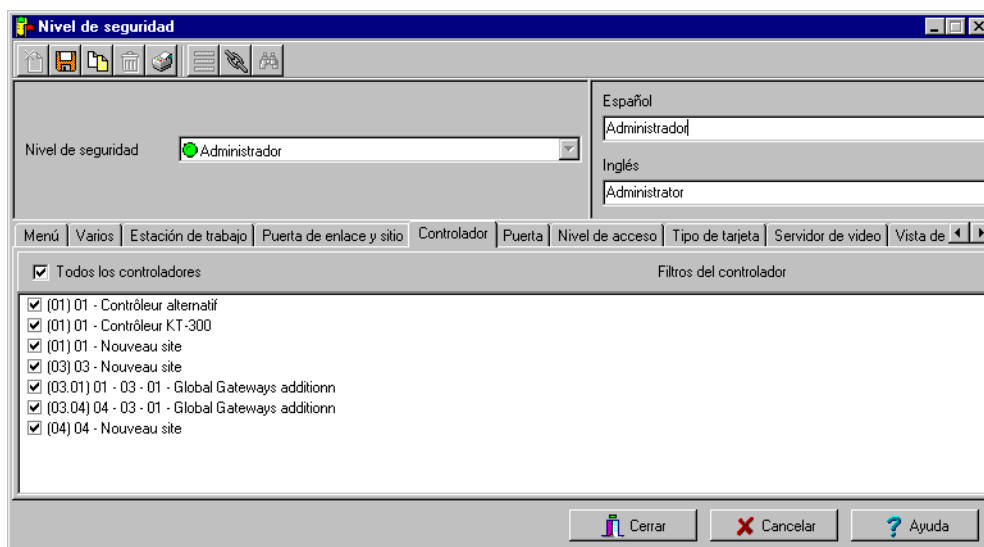 Nivel de seguridad
Español
Administrador
Nivel de seguridad
Administrador
Inglés
Administrator
Menú Varios Estación de trabajo Puerta de enlace y sitio Controlador Puerta Nivel de acceso Tipo de tarjeta Servidor de video Vista de
Todos los controladores Filtros del controlador
(01) 01 - Contrôleur alternatif
(01) 01 - Contrôleur KT-300
(01) 01 - Nouveau site
(03) 03 - Nouveau site
(03.01) 01 - 03 - 01 - Global Gateways additionn
(03.04) 04 - 03 - 01 - Global Gateways additionn
(04) 04 - Nouveau site
Cerrar Cancelar Ayuda